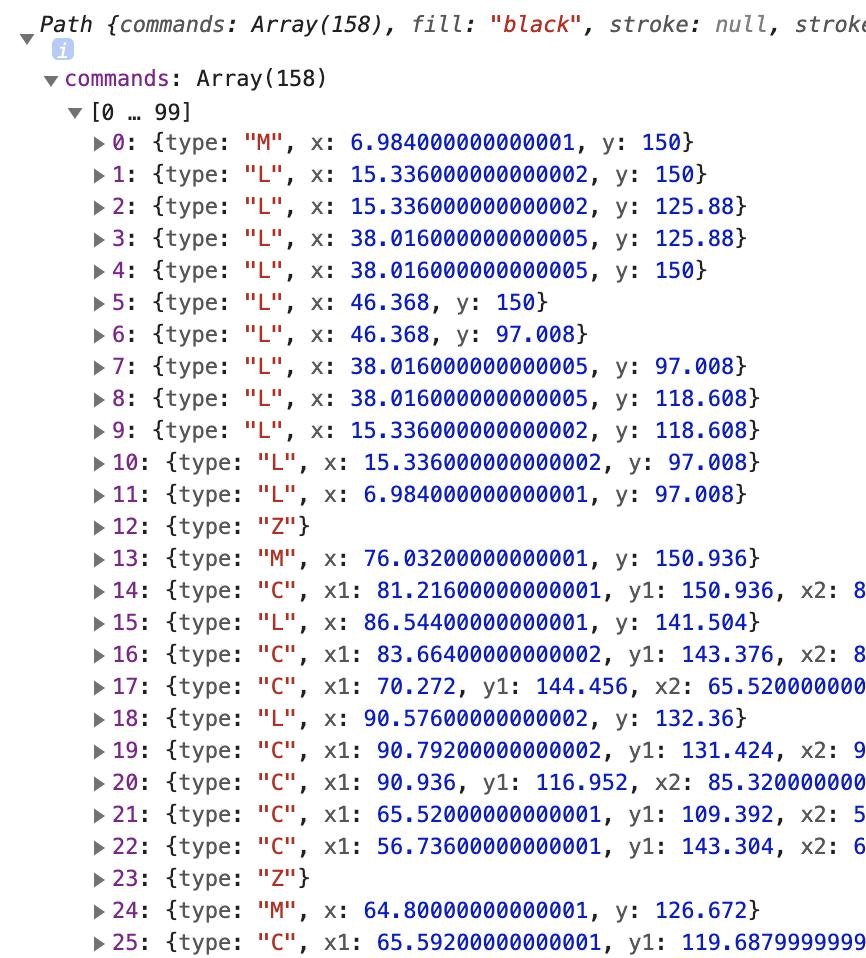 Path {commands: Array(158), fill: "black", stroke: null, stroke
i
commands: Array(158)
[0 … 99]
0: {type: "M", x: 6.984000000000001, y: 150}
1: {type: "L", x: 15.336000000000002, y: 150}
2: {type: "L", x: 15.336000000000002, y: 125.88}
3: {type: "L", x: 38.016000000000005, y: 125.88}
4: {type: "L", x: 38.016000000000005, y: 150}
5: {type: "L", x: 46.368, y: 150}
6: {type: "L", x: 46.368, y: 97.008}
7: {type: "L", x: 38.016000000000005, y: 97.008}
8: {type: "L", x: 38.016000000000005, y: 118.608}
9: {type: "L", x: 15.336000000000002, y: 118.608}
10: {type: "L", x: 15.336000000000002, y: 97.008}
11: {type: "L", x: 6.984000000000001, y: 97.008}
12: {type: "Z"}
13: {type: "M", x: 76.03200000000001, y: 150.936}
14: {type: "C", x1: 81.21600000000001, y1: 150.936, x2: 8
15: {type: "L", x: 86.54400000000001, y: 141.504}
16: {type: "C", x1: 83.66400000000002, y1: 143.376, x2: 8
17: {type: "C", x1: 70.272, y1: 144.456, x2: 65.520000000
18: {type: "L", x: 90.57600000000002, y: 132.36}
19: {type: "C", x1: 90.79200000000002, y1: 131.424, x2: 9
20: {type: "C", x1: 90.936, y1: 116.952, x2: 85.320000000
21: {type: "C", x1: 65.52000000000001, y1: 109.392, x2: 5
22: {type: "C", x1: 56.73600000000001, y1: 143.304, x2: 6
23: {type: "Z"}
24: {type: "M", x: 64.80000000000001, y: 126.672}
25: {type: "C", x1: 65.59200000000001, y1: 119.6879999999